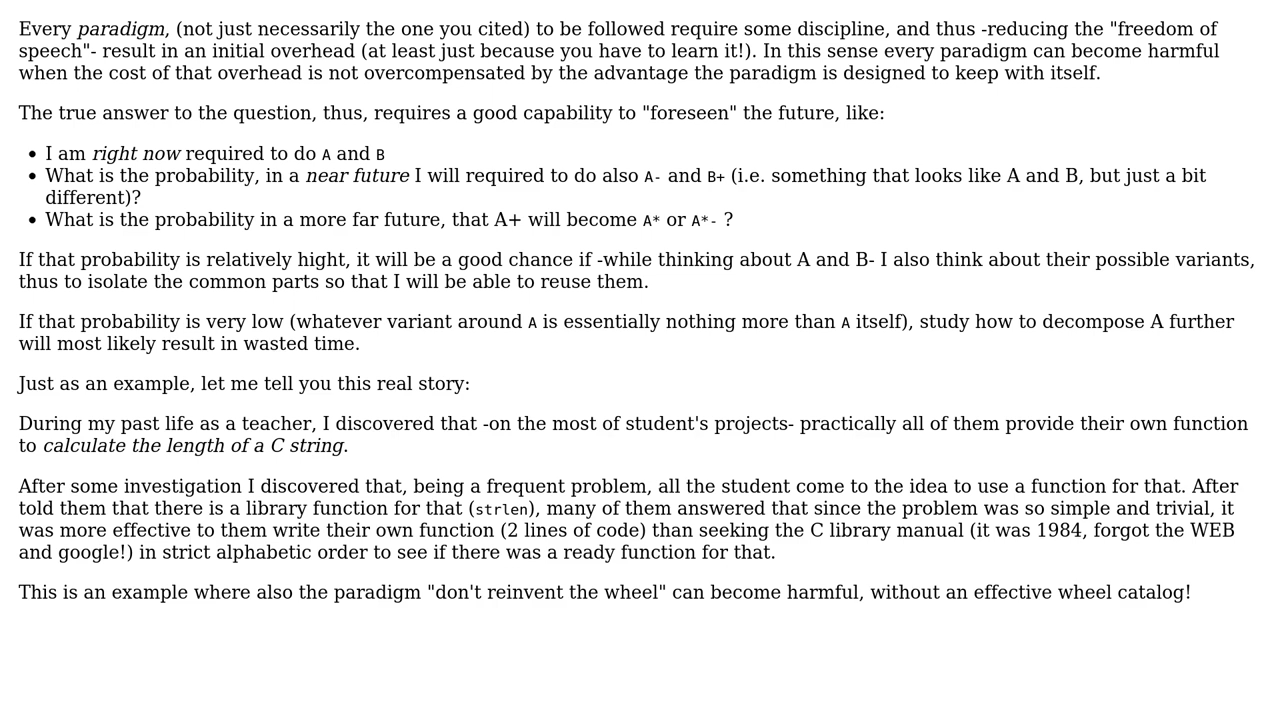 Every paradigm, (not just necessarily the one you cited) to be followed require some discipline, and thus -reducing the "freedom of
speech"- result in an initial overhead (at least just because you have to learn it!). In this sense every paradigm can become harmful
when the cost of that overhead is not overcompensated by the advantage the paradigm is designed to keep with itself.
The true answer to the question, thus, requires a good capability to "foreseen" the future, like:
• I am right now required to do A and B
• What is the probability, in a near future I will required to do also A- and B+ (i.e. something that looks like A and B, but just a bit
different)?
• What is the probability in a more far future, that A+ will become A* or A*- ?
If that probability is relatively hight, it will be a good chance if -while thinking about A and B- I also think about their possible variants,
thus to isolate the common parts so that I will be able to reuse them.
If that probability is very low (whatever variant around A is essentially nothing more than A itself), study how to decompose A further
will most likely result in wasted time.
Just as an example, let me tell you this real story:
During my past life as a teacher, I discovered that -on the most of student's projects- practically all of them provide their own function
to calculate the length of a C string.
After some investigation I discovered that, being a frequent problem, all the student come to the idea to use a function for that. After
told them that there is a library function for that (strlen), many of them answered that since the problem was so simple and trivial, it
was more effective to them write their own function (2 lines of code) than seeking the C library manual (it was 1984, forgot the WEB
and google!) in strict alphabetic order to see if there was a ready function for that.
This is an example where also the paradigm "don't reinvent the wheel" can become harmful, without an effective wheel catalog!